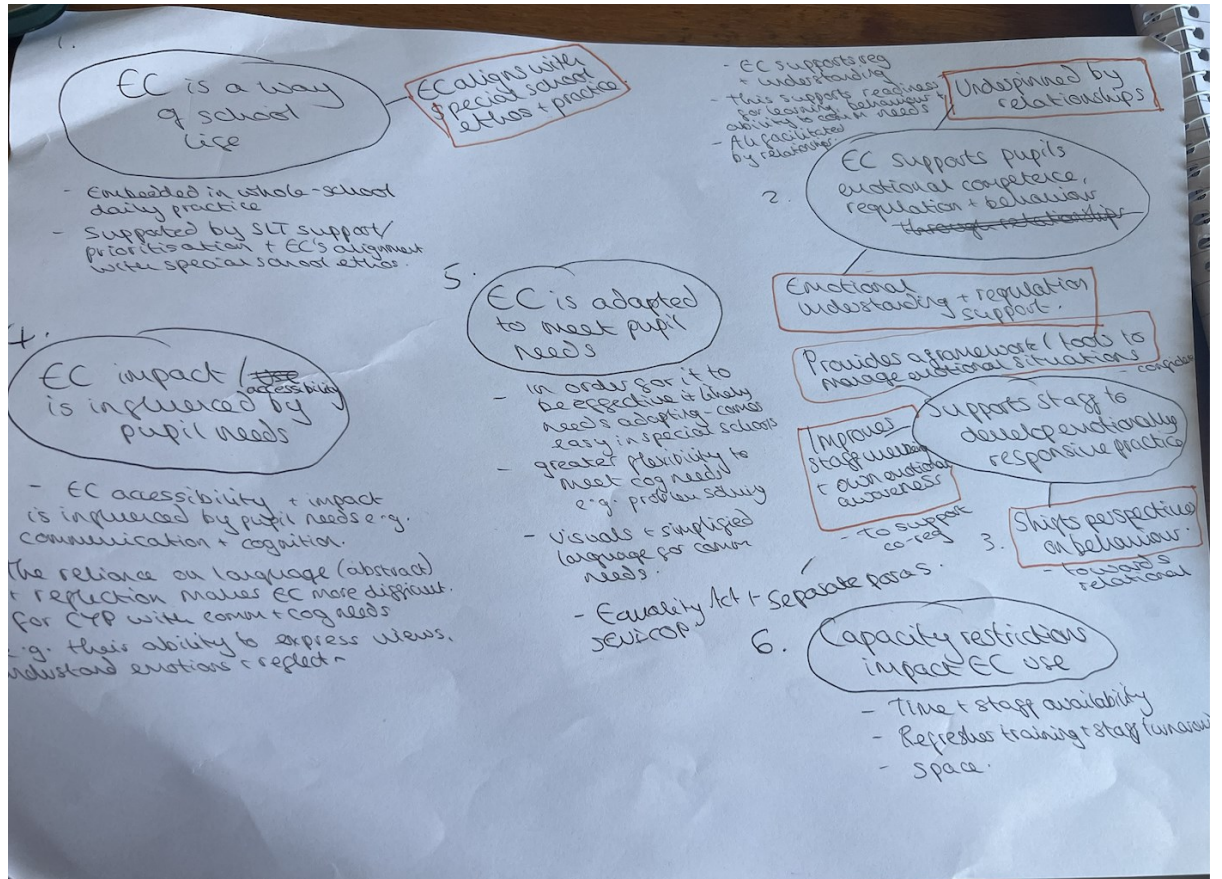 1.
EC is a way
of school
life
EC aligns with
special school
ethos + practice
- Embedded in whole-school
daily practice
- Supported by SLT support/
prioritisation + EC's alignment
with special school ethos.
- EC supports reg
+ understanding
- this supports readiness
for learning, behaviour +
ability to comm needs
- All facilitated
by relationships.
Underpinned by
relationships
2.
EC supports pupils
emotional competence,
regulation + behaviour
through relationships
Emotional
understanding + regulation
support.
Provides a framework / tools to
manage emotional situations
3.
Supports staff to
develop emotionally
responsive practice
Improves
staff
+ own emotional
awareness
- To support
co-reg
Shifts perspective
on behaviour.
- towards
relational
4.
EC impact / use
accessibility
is influenced by
pupil needs
- EC accessibility + impact
is influenced by pupil needs e.g.
communication + cognition.
The reliance on language (abstract)
+ reflection makes EC more difficult.
for CYP with comm + cog needs
e.g. their ability to express views,
understand emotions + reflect
5.
EC is adapted
to meet pupil
needs
- In order for it to
be effective it likely
needs adapting - comes
easy in special schools
- greater flexibility to
meet cog needs
e.g. problem solving
- Visuals + simplified
language for comm
needs.
- Equality Act + Separate paras.
SENDCOP
6.
Capacity restrictions
impact EC use
- Time + staff availability
- Refresher training + staff
- Space.